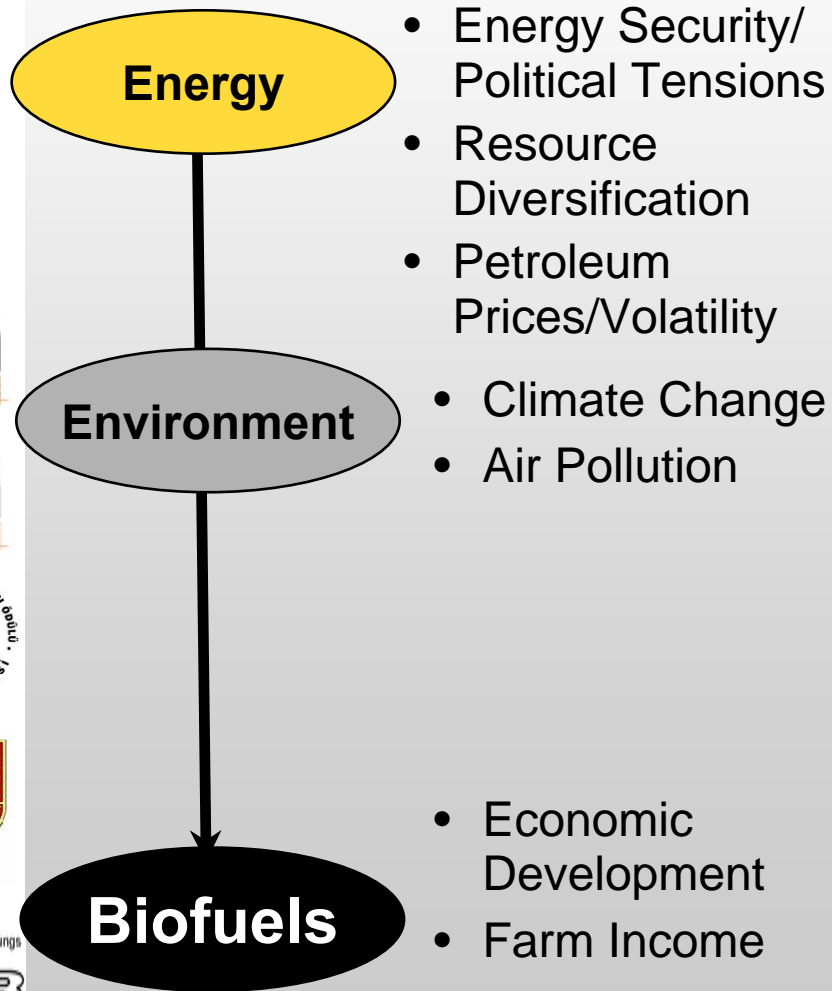 Energy
• Energy Security/
Political Tensions
• Resource
Diversification
• Petroleum
Prices/Volatility
Environment
• Climate Change
• Air Pollution
Biofuels
• Economic
Development
• Farm Income
ungs